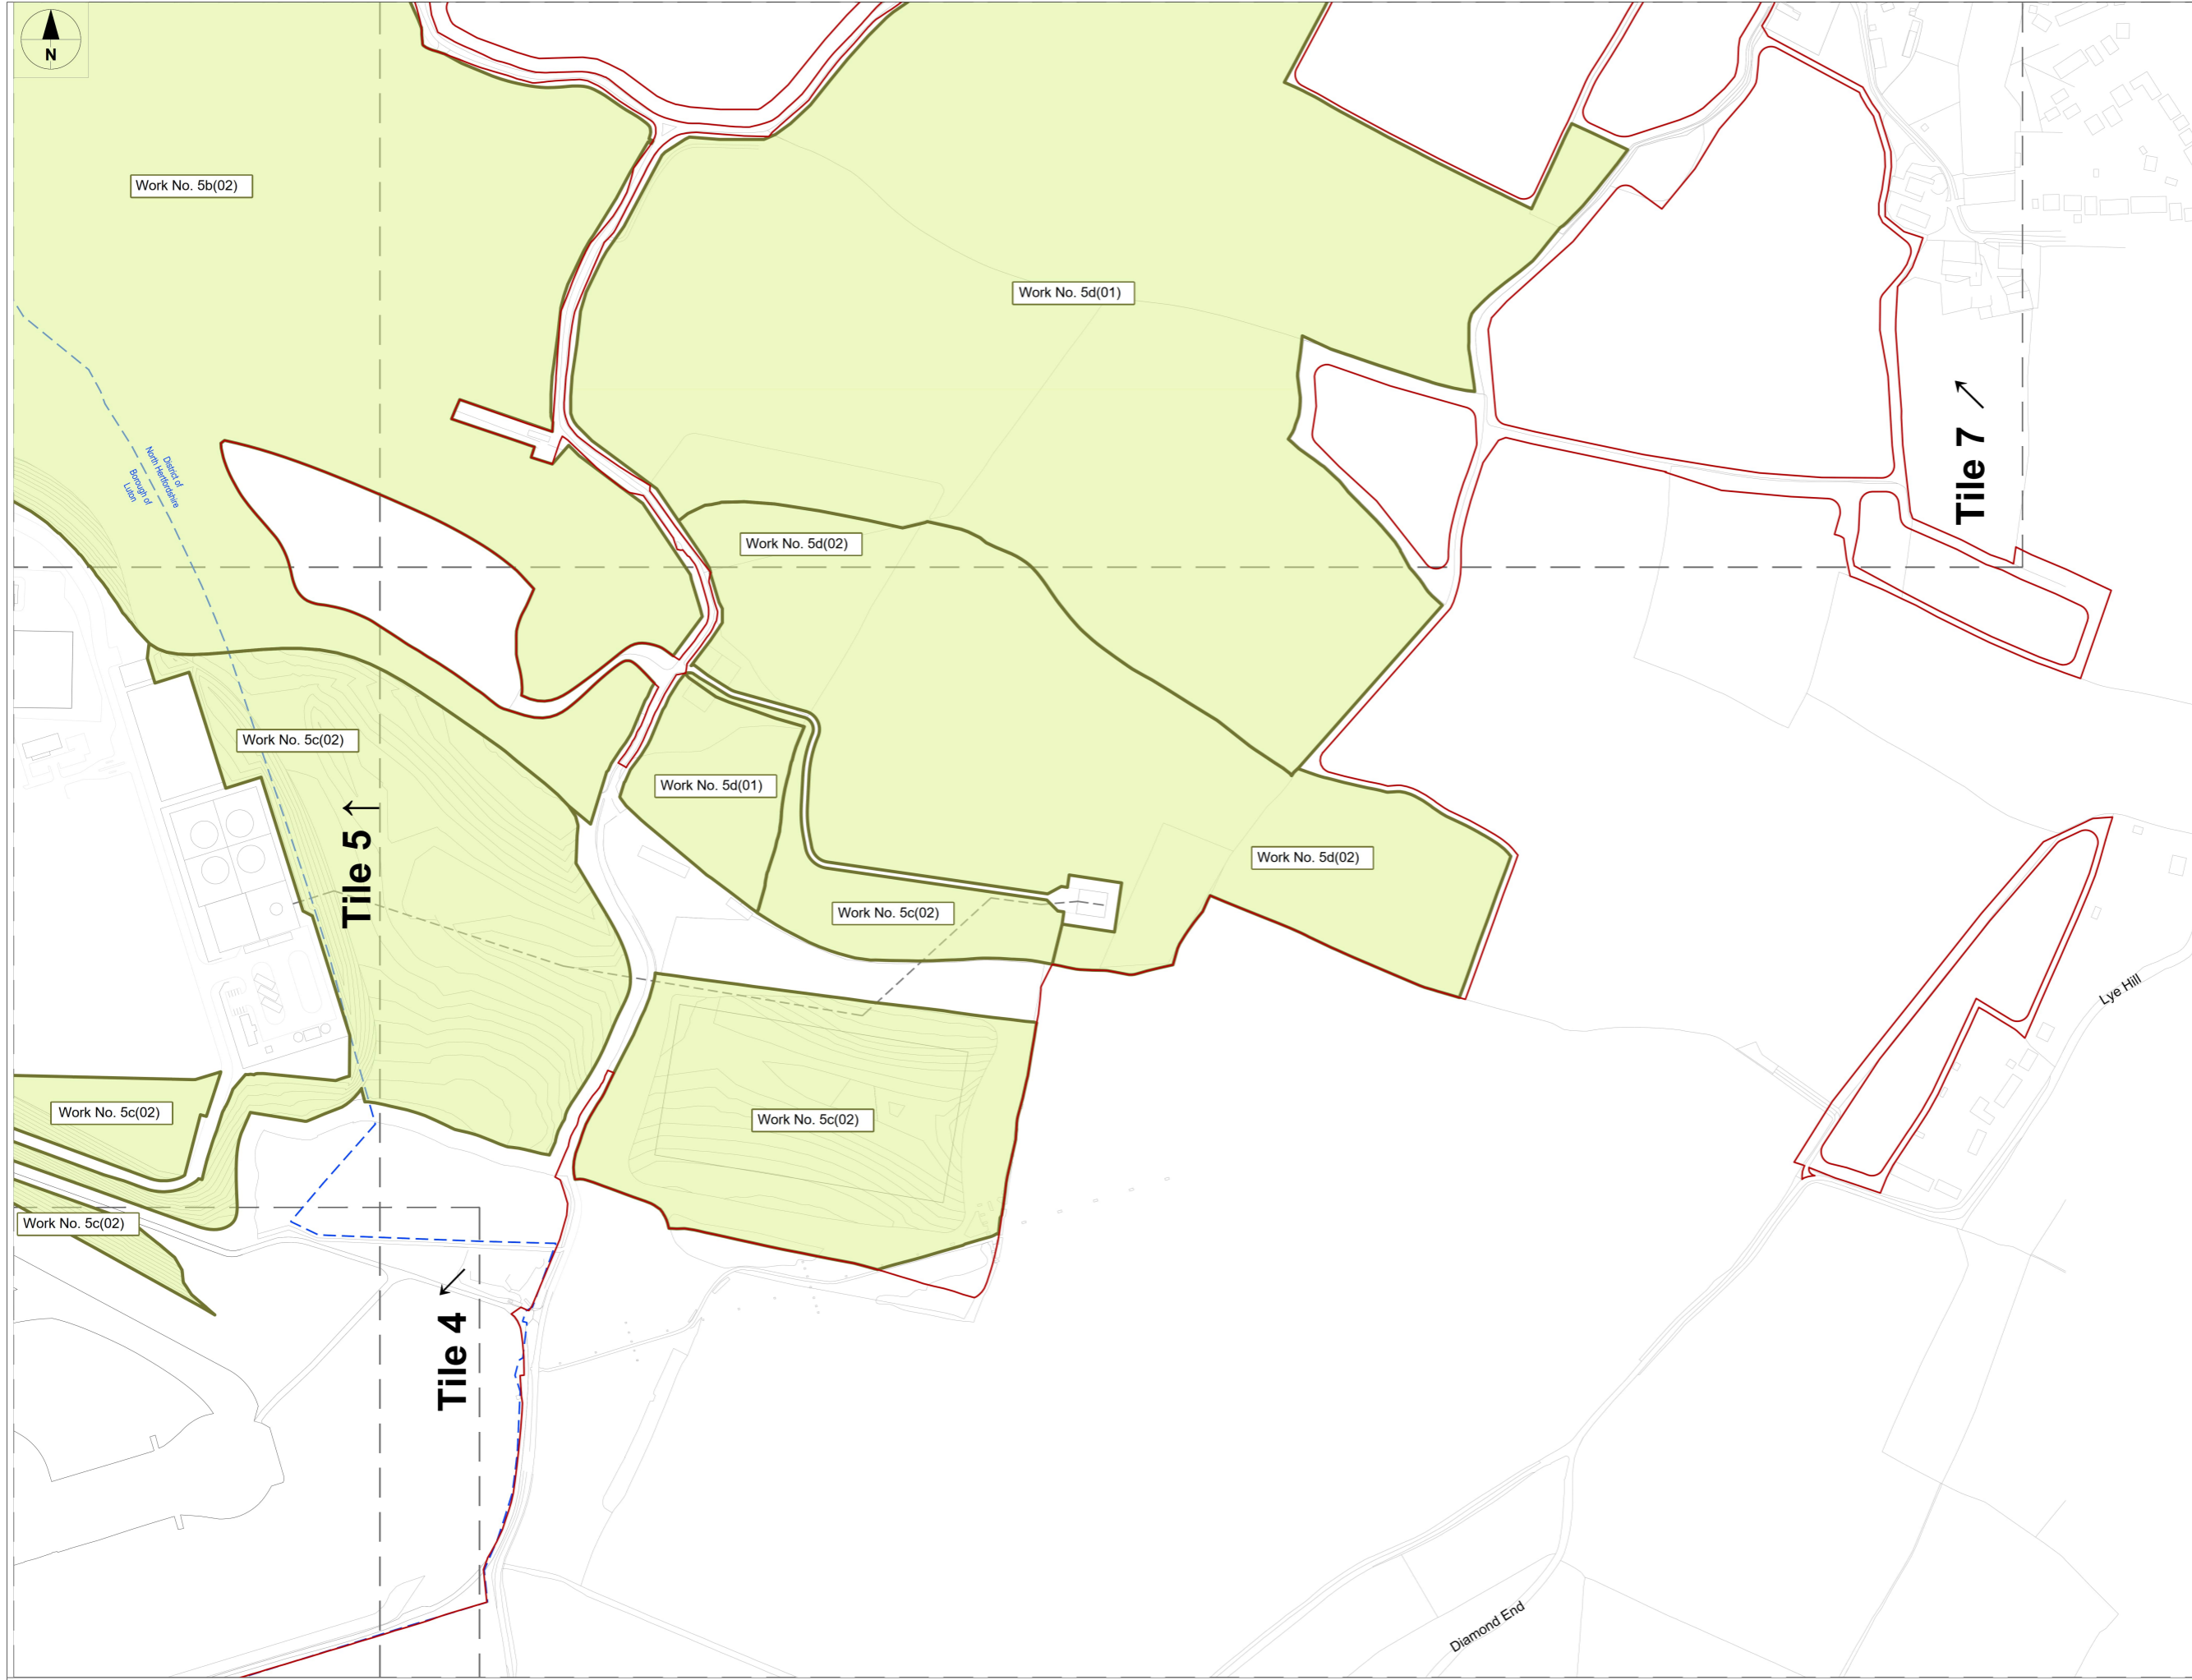 N
Work No. 5b(02)
Work No. 5d(01)
District of
North Hertfordshire
Borough of
Luton
Tile 7 ↗
Work No. 5d(02)
Work No. 5c(02)
Work No. 5d(01)
Tile 5 ↑
Work No. 5d(02)
Work No. 5c(02)
Lye Hill
Work No. 5c(02)
Work No. 5c(02)
Work No. 5c(02)
Tile 4 ↗
Diamond End